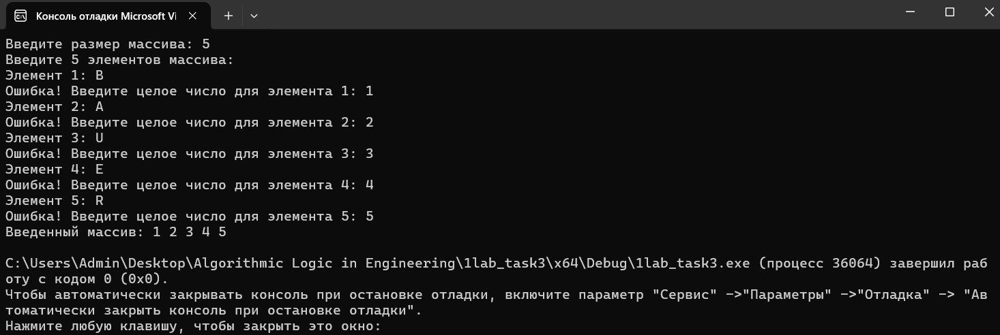 Консоль отладки Microsoft Vi
Введите размер массива: 5
Введите 5 элементов массива:
Элемент 1: B
Ошибка! Введите целое число для элемента 1: 1
Элемент 2: A
Ошибка! Введите целое число для элемента 2: 2
Элемент 3: U
Ошибка! Введите целое число для элемента 3: 3
Элемент 4: E
Ошибка! Введите целое число для элемента 4: 4
Элемент 5: R
Ошибка! Введите целое число для элемента 5: 5
Введенный массив: 1 2 3 4 5
C:\Users\Admin\Desktop\Algorithmic Logic in Engineering\1lab_task3\x64\Debug\1lab_task3.exe (процесс 36064) завершил раб
оту с кодом 0 (0x0).
Чтобы автоматически закрывать консоль при остановке отладки, включите параметр "Сервис" ->"Параметры" ->"Отладка" -> "Ав
томатически закрыть консоль при остановке отладки".
Нажмите любую клавишу, чтобы закрыть это окно: